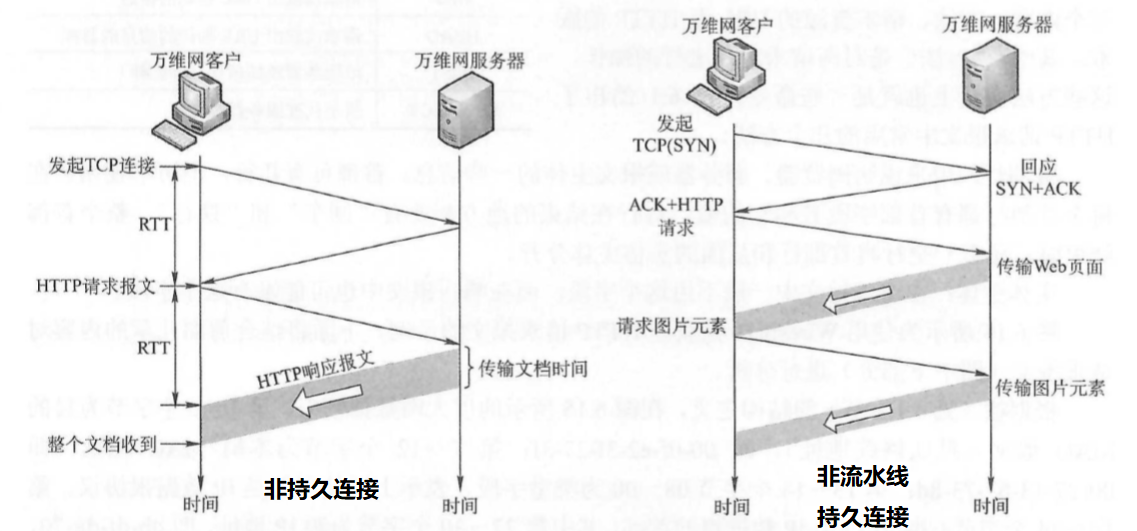 万维网客户
万维网服务器
发起TCP连接
RTT
HTTP请求报文
RTT
HTTP响应报文
传输文档时间
整个文档收到
时间
时间
非持久连接
万维网客户
万维网服务器
发起
TCP(SYN)
回应
SYN+ACK
ACK+HTTP
请求
传输Web页面
请求图片元素
传输图片元素
时间
时间
非流水线
持久连接